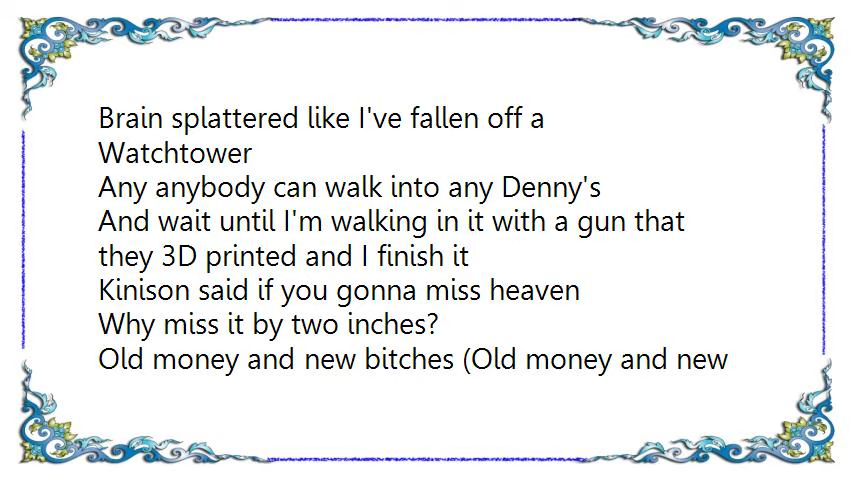 Brain splattered like I've fallen off a
Watchtower
Any anybody can walk into any Denny's
And wait until I'm walking in it with a gun that
they 3D printed and I finish it
Kinison said if you gonna miss heaven
Why miss it by two inches?
Old money and new bitches (Old money and new